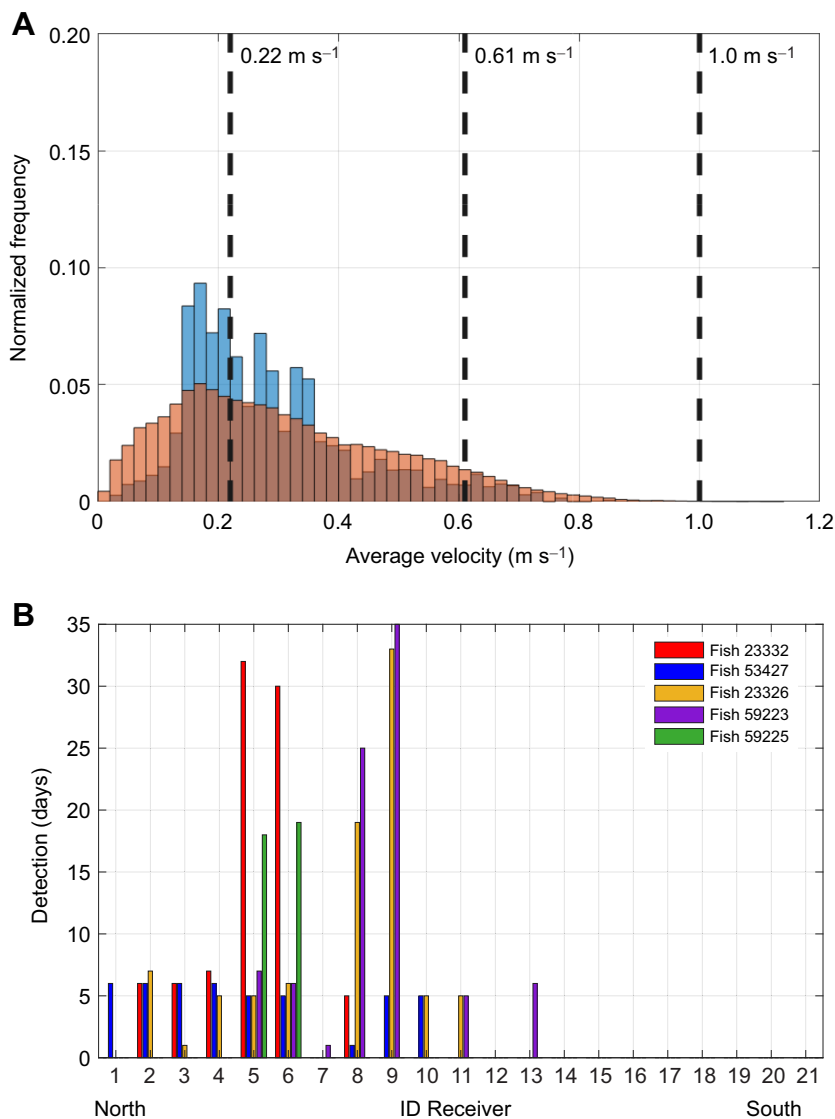 A
0.20
0.22 m s⁻¹
0.61 m s⁻¹
1.0 m s⁻¹
0.15
0.10
0.05
0
Normalized frequency
0 0.2 0.4 0.6 0.8 1.0 1.2
Average velocity (m s⁻¹)
B
35
30
25
20
15
10
5
0
Detection (days)
Fish 23332
Fish 53427
Fish 23326
Fish 59223
Fish 59225
1 2 3 4 5 6 7 8 9 10 11 12 13 14 15 16 17 18 19 20 21
North ID Receiver South